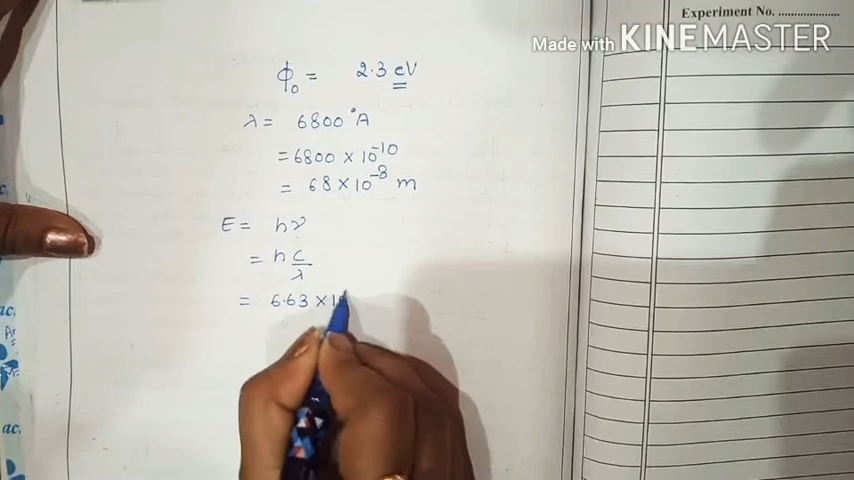 Experiment No. ..................
Made with KINEMASTER
ϕ₀ = 2.3 eV
λ = 6800 °A
= 6800 × 10⁻¹⁰
= 68 × 10⁻⁸ m
E = hν
= h c/λ
= 6.63 × 10